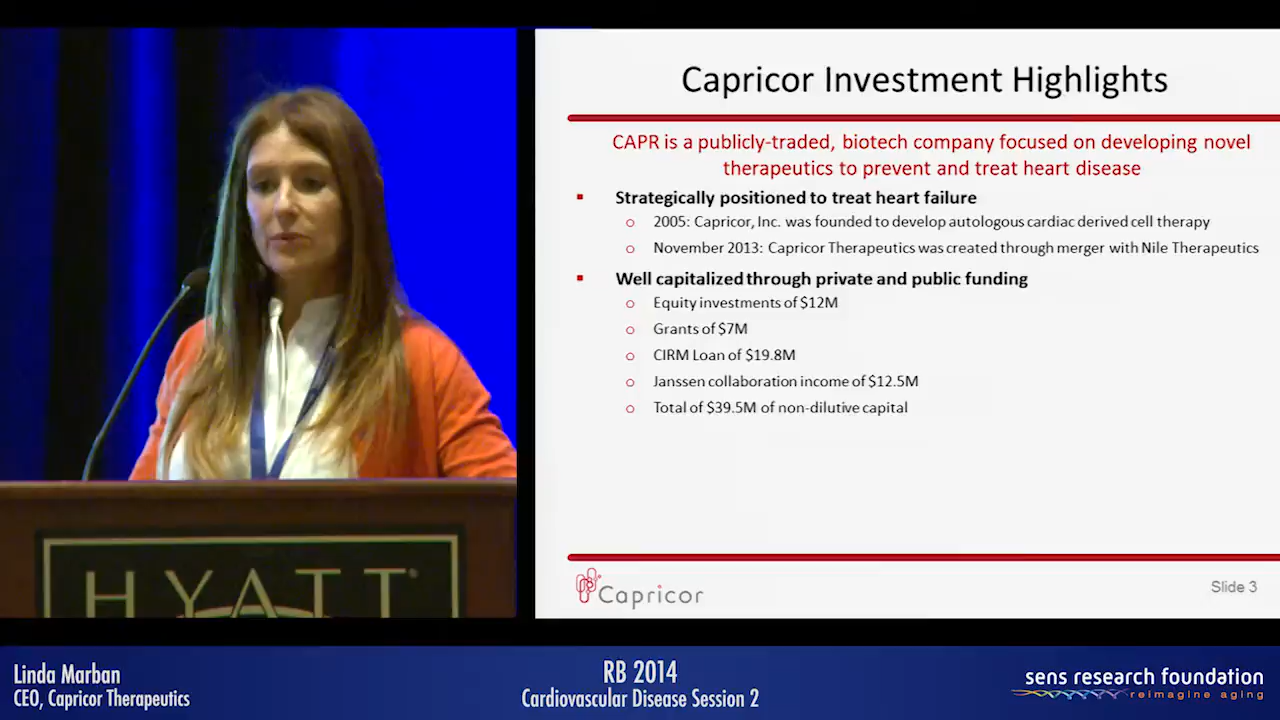 Capricor Investment Highlights
CAPR is a publicly-traded, biotech company focused on developing novel
therapeutics to prevent and treat heart disease
Strategically positioned to treat heart failure
2005: Capricor, Inc. was founded to develop autologous cardiac derived cell therapy
November 2013: Capricor Therapeutics was created through merger with Nile Therapeutics
Well capitalized through private and public funding
Equity investments of $12M
Grants of $7M
CIRM Loan of $19.8M
Janssen collaboration income of $12.5M
Total of $39.5M of non-dilutive capital
Capricor
Slide 3
HYATT®
Linda Marban
CEO, Capricor Therapeutics
RB 2014
Cardiovascular Disease Session 2
sens research foundation
reimagine aging